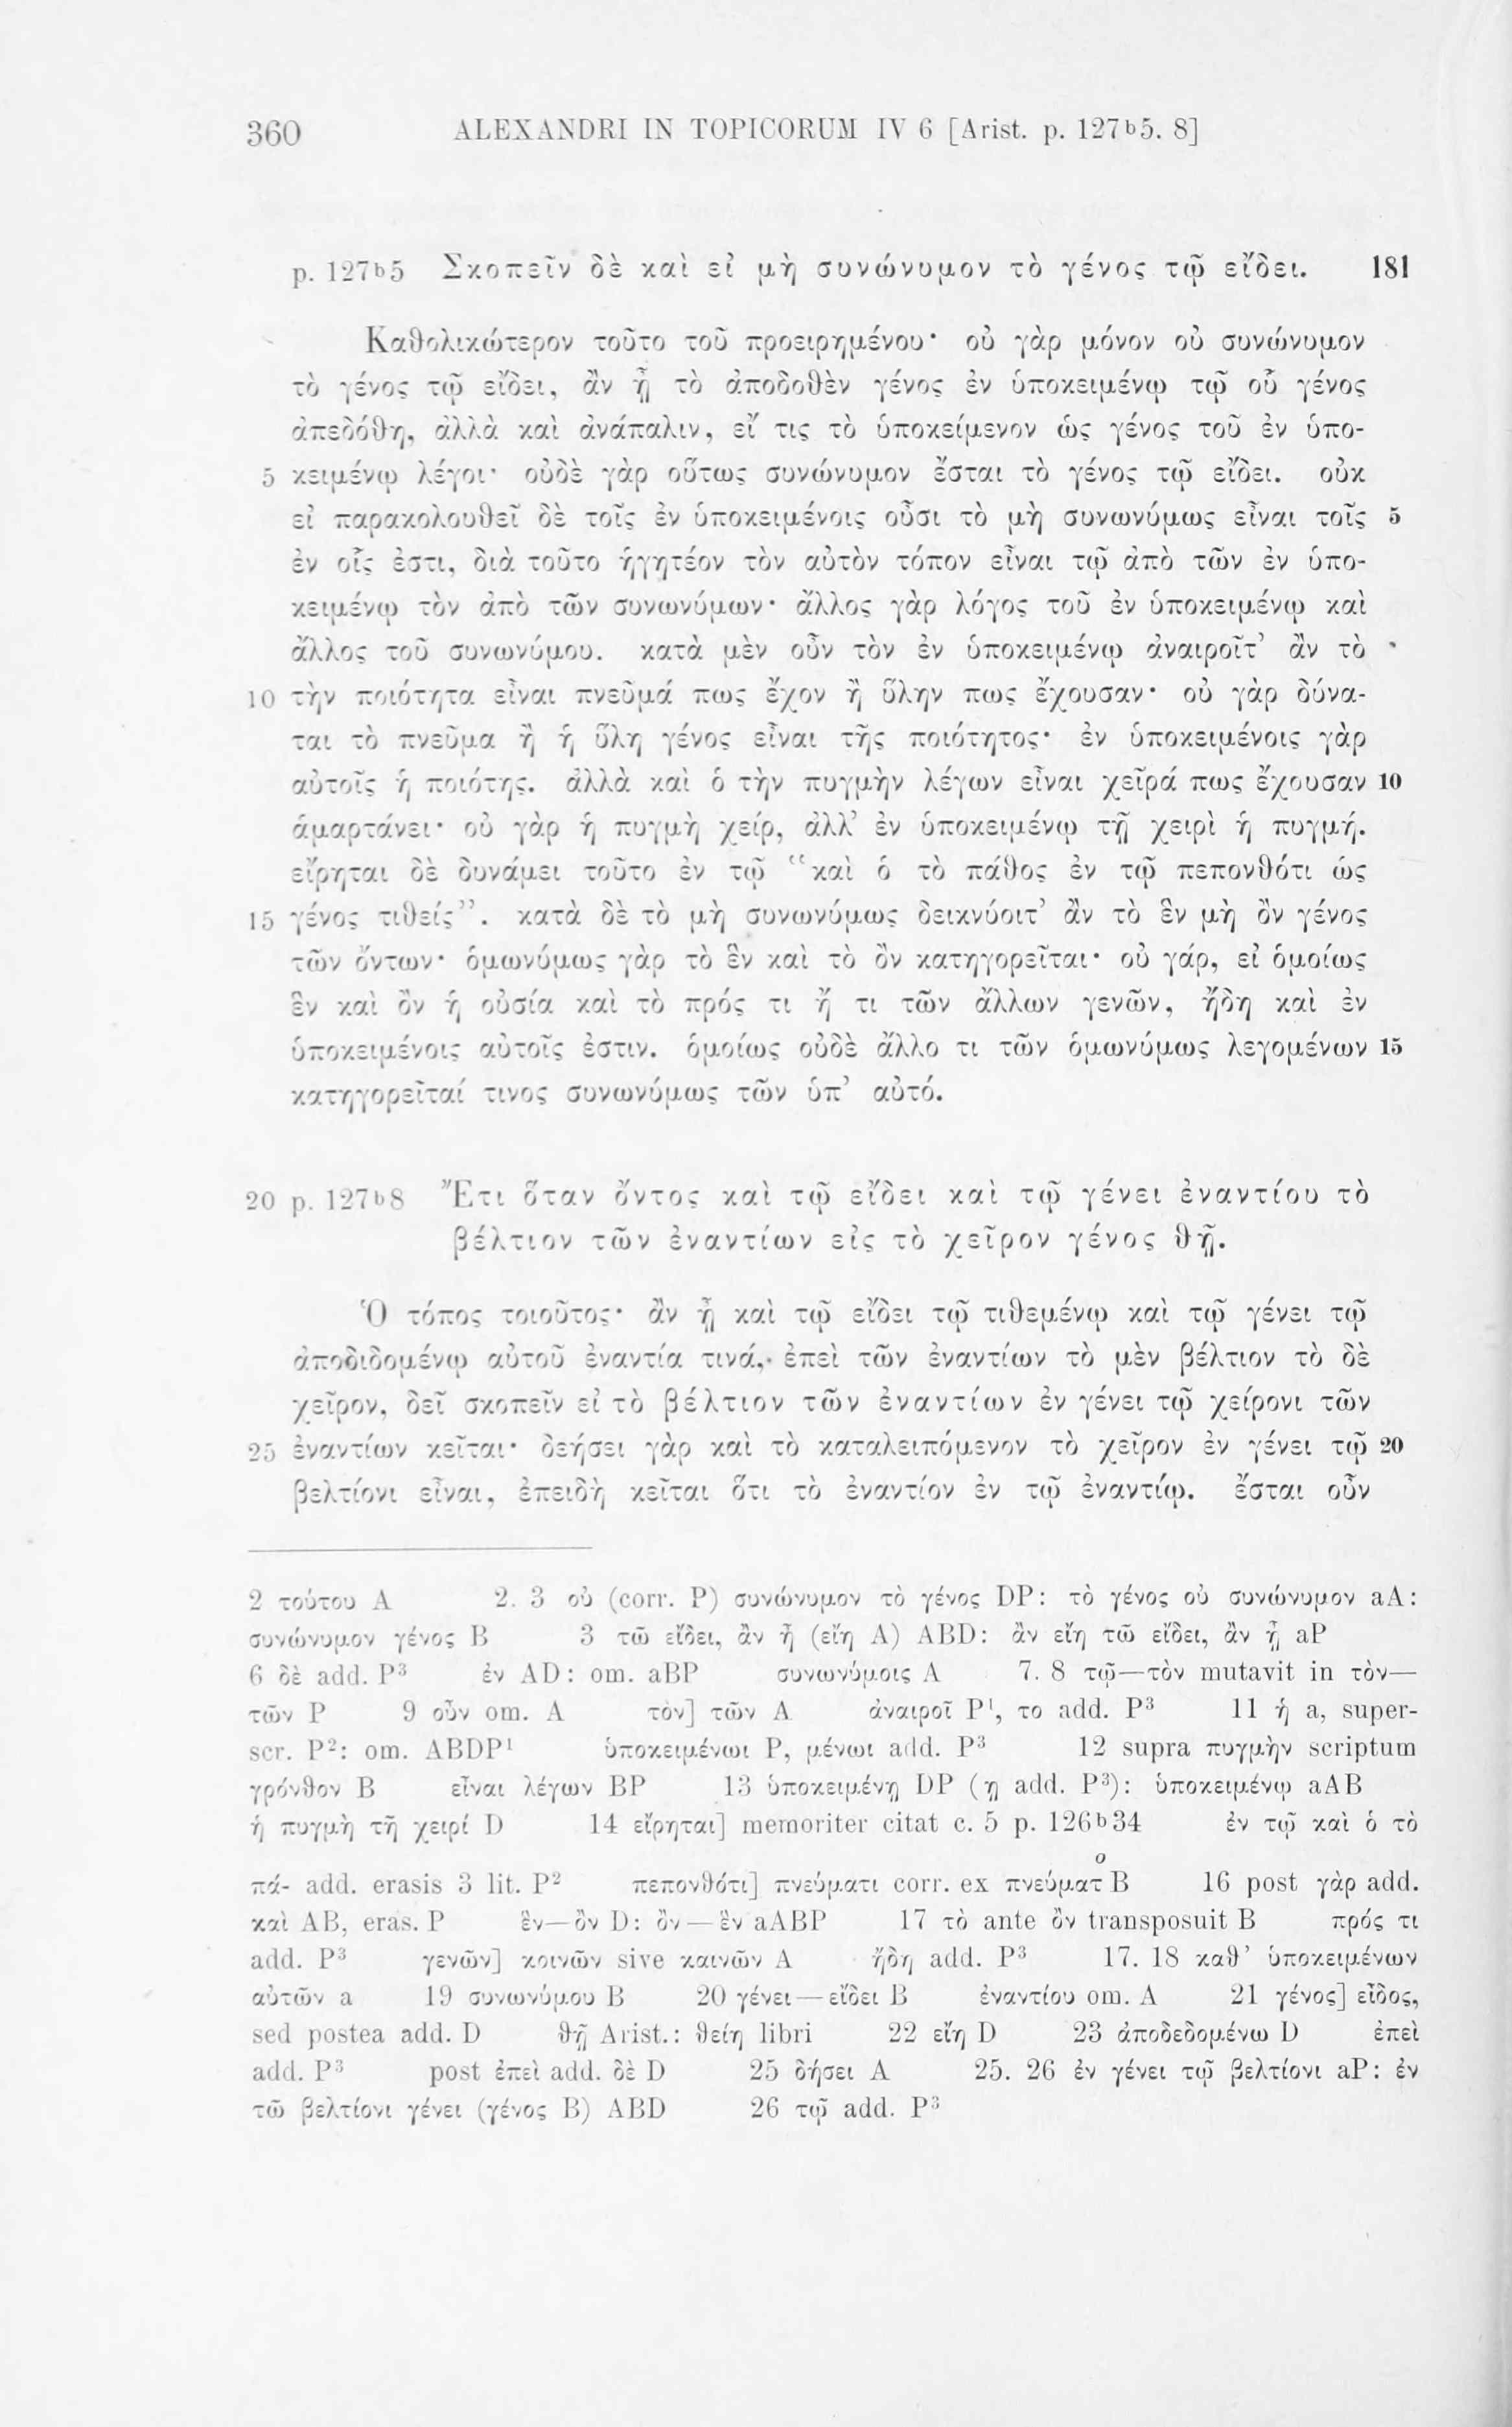 360 ALEXANDRI IN TOPICORUM IV 6 [Arist. p. 127b5. 8]
p. 127b5 Σκοπεῖν δὲ καὶ εἰ μὴ συνώνυμον τὸ γένος τῷ εἴδει. 181
Καθολικώτερον τοῦτο τοῦ προειρημένου· οὐ γὰρ μόνον οὐ συνώνυμον
τὸ γένος τῷ εἴδει, ἂν ᾖ τὸ ἀποδοθὲν γένος ἐν ὑποκειμένῳ τῷ οὗ γένος
ἀπεδόθη, ἀλλὰ καὶ ἀνάπαλιν, εἴ τις τὸ ὑποκείμενον ὡς γένος τοῦ ἐν ὑπο-
5 κειμένῳ λέγοι· οὐδὲ γὰρ οὕτως συνώνυμον ἔσται τὸ γένος τῷ εἴδει. οὐκ
εἰ παρακολουθεῖ δὲ τοῖς ἐν ὑποκειμένοις οὖσι τὸ μὴ συνωνύμως εἶναι τοῖς 5
ἐν οἷς ἐστι, διὰ τοῦτο ἡγητέον τὸν αὐτὸν τόπον εἶναι τῷ ἀπὸ τῶν ἐν ὑπο-
κειμένῳ τὸν ἀπὸ τῶν συνωνύμων· ἄλλος γὰρ λόγος τοῦ ἐν ὑποκειμένῳ καὶ
ἄλλος τοῦ συνωνύμου. κατὰ μὲν οὖν τὸν ἐν ὑποκειμένῳ ἀναιροῖτ’ ἂν τὸ
10 τὴν ποιότητα εἶναι πνεῦμά πως ἔχον ἢ ὕλην πως ἔχουσαν· οὐ γὰρ δύνα-
ται τὸ πνεῦμα ἢ ἡ ὕλη γένος εἶναι τῆς ποιότητος· ἐν ὑποκειμένοις γὰρ
αὐτοῖς ἡ ποιότης. ἀλλὰ καὶ ὁ τὴν πυγμὴν λέγων εἶναι χεῖρά πως ἔχουσαν 10
ἁμαρτάνει· οὐ γὰρ ἡ πυγμὴ χείρ, ἀλλ’ ἐν ὑποκειμένῳ τῇ χειρὶ ἡ πυγμή.
εἴρηται δὲ δυνάμει τοῦτο ἐν τῷ “καὶ ὁ τὸ πάθος ἐν τῷ πεπονθότι ὡς
15 γένος τιθείς”. κατὰ δὲ τὸ μὴ συνωνύμως δεικνύοιτ’ ἂν τὸ ἓν μὴ ὂν γένος
τῶν ὄντων· ὁμωνύμως γὰρ τὸ ἓν καὶ τὸ ὂν κατηγορεῖται· οὐ γάρ, εἰ ὁμοίως
ἓν καὶ ὂν ἡ οὐσία καὶ τὸ πρός τι ἤ τι τῶν ἄλλων γενῶν, ἤδη καὶ ἐν
ὑποκειμένοις αὐτοῖς ἐστιν. ὁμοίως οὐδὲ ἄλλο τι τῶν ὁμωνύμως λεγομένων 15
κατηγορεῖταί τινος συνωνύμως τῶν ὑπ’ αὐτό.
20 p. 127b8 Ἔτι ὅταν ὄντος καὶ τῷ εἴδει καὶ τῷ γένει ἐναντίου τὸ
βέλτιον τῶν ἐναντίων εἰς τὸ χεῖρον γένος θῇ.
Ὁ τόπος τοιοῦτος· ἂν ᾖ καὶ τῷ εἴδει τῷ τιθεμένῳ καὶ τῷ γένει τῷ
ἀποδιδομένῳ αὐτοῦ ἐναντία τινά, ἐπεὶ τῶν ἐναντίων τὸ μὲν βέλτιον τὸ δὲ
χεῖρον, δεῖ σκοπεῖν εἰ τὸ βέλτιον τῶν ἐναντίων ἐν γένει τῷ χείρονι τῶν
25 ἐναντίων κεῖται· δεήσει γὰρ καὶ τὸ καταλειπόμενον τὸ χεῖρον ἐν γένει τῷ 20
βελτίονι εἶναι, ἐπειδὴ κεῖται ὅτι τὸ ἐναντίον ἐν τῷ ἐναντίῳ. ἔσται οὖν
2 τούτου A 2. 3 οὐ (corr. P) συνώνυμον τὸ γένος DP: τὸ γένος οὐ συνώνυμον aA:
συνώνυμον γένος B 3 τῶ εἴδει, ἂν ᾖ (εἴη A) ABD: ἂν εἴη τῶ εἴδει, ἂν ᾖ aP
6 δὲ add. P³ ἐν AD: om. aBP συνωνύμοις A 7. 8 τῷ—τὸν mutavit in τὸν—
τῶν P 9 οὖν om. A τὸν] τῶν A ἀναιροῖ P¹, το add. P³ 11 ἡ a, super-
scr. P²: om. ABDP¹ ὑποκειμένωι P, μένωι add. P³ 12 supra πυγμὴν scriptum
γρόνθον B εἶναι λέγων BP 13 ὑποκειμένῃ DP (ῃ add. P³): ὑποκειμένῳ aAB
ἡ πυγμὴ τῆ χειρί D 14 εἴρηται] memoriter citat c. 5 p. 126b34 ἐν τῷ καὶ ὁ τὸ
πά- add. erasis 3 lit. P² πεπονθότι] πνεύματι corr. ex πνεύματο B 16 post γὰρ add.
καὶ AB, eras. P ἓν—ὂν D: ὂν—ἓν aABP 17 τὸ ante ὂν transposuit B πρός τι
add. P³ γενῶν] κοινῶν sive καινῶν A ἤδη add. P³ 17. 18 καθ’ ὑποκειμένων
αὐτῶν a 19 συνωνύμου B 20 γένει—εἴδει B ἐναντίου om. A 21 γένος] εἶδος,
sed postea add. D θῇ Arist.: θείη libri 22 εἴη D 23 ἀποδεδομένω D ἐπεὶ
add. P³ post ἐπεὶ add. δὲ D 25 δήσει A 25. 26 ἐν γένει τῷ βελτίονι aP: ἐν
τῶ βελτίονι γένει (γένος B) ABD 26 τῷ add. P³